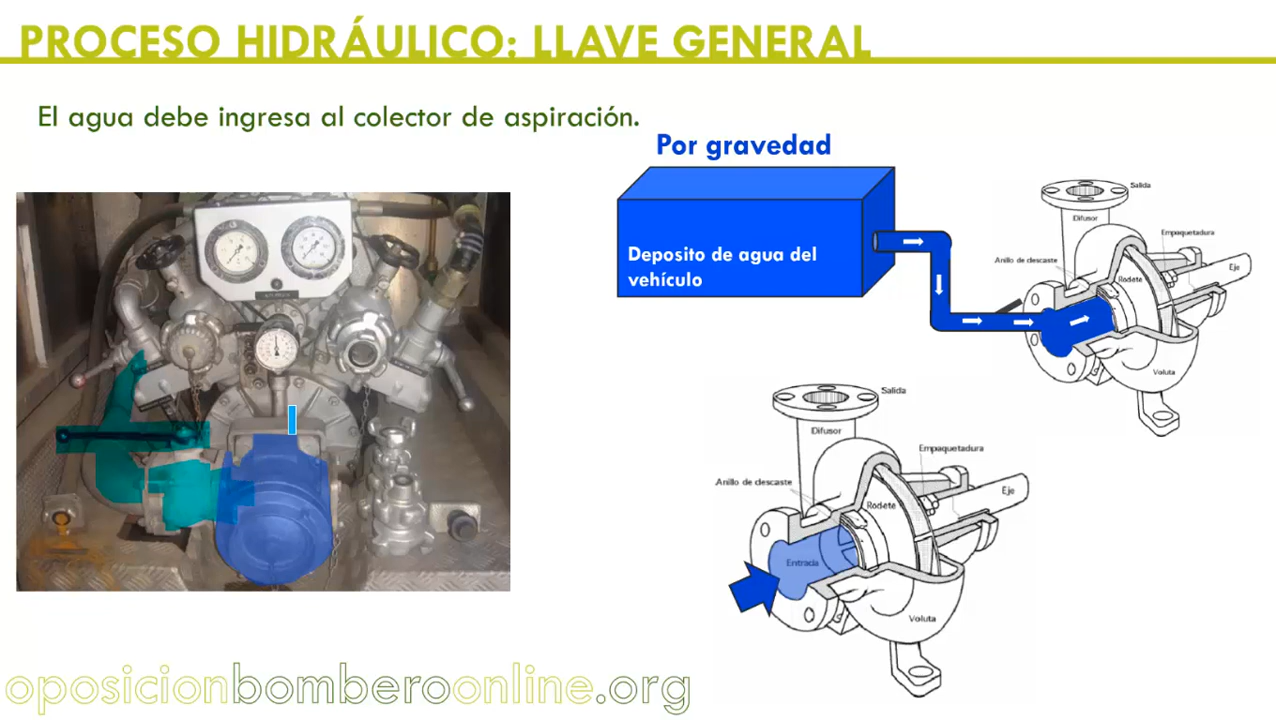 PROCESO HIDRÁULICO: LLAVE GENERAL
El agua debe ingresa al colector de aspiración.
Por gravedad
Deposito de agua del
vehículo
Salida
Difusor
Empaquetadura
Anillo de descaste
Rodete
Eje
Voluta
Salida
Difusor
Empaquetadura
Anillo de descaste
Rodete
Eje
Entrada
Voluta
oposicionbomberoonline.org